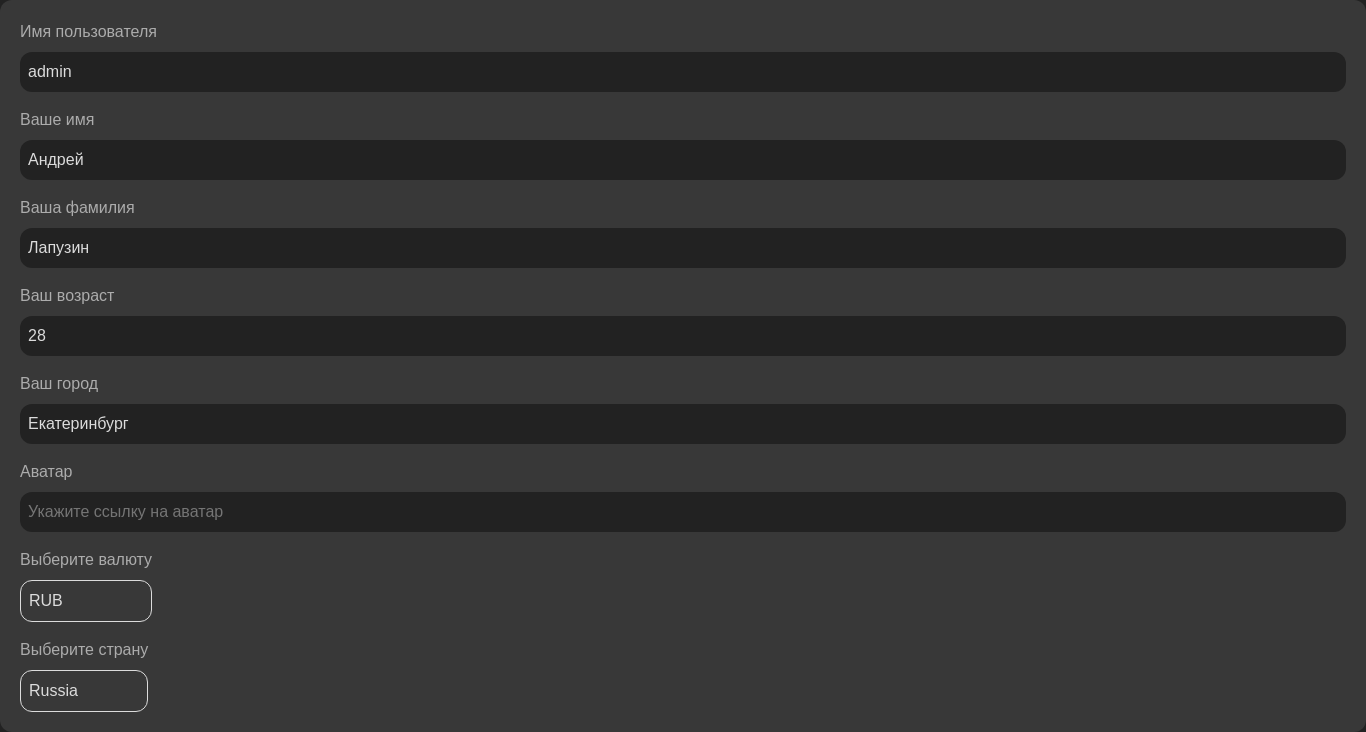 Имя пользователя
admin
Ваше имя
Андрей
Ваша фамилия
Лапузин
Ваш возраст
28
Ваш город
Екатеринбург
Аватар
Укажите ссылку на аватар
Выберите валюту
RUB
Выберите страну
Russia